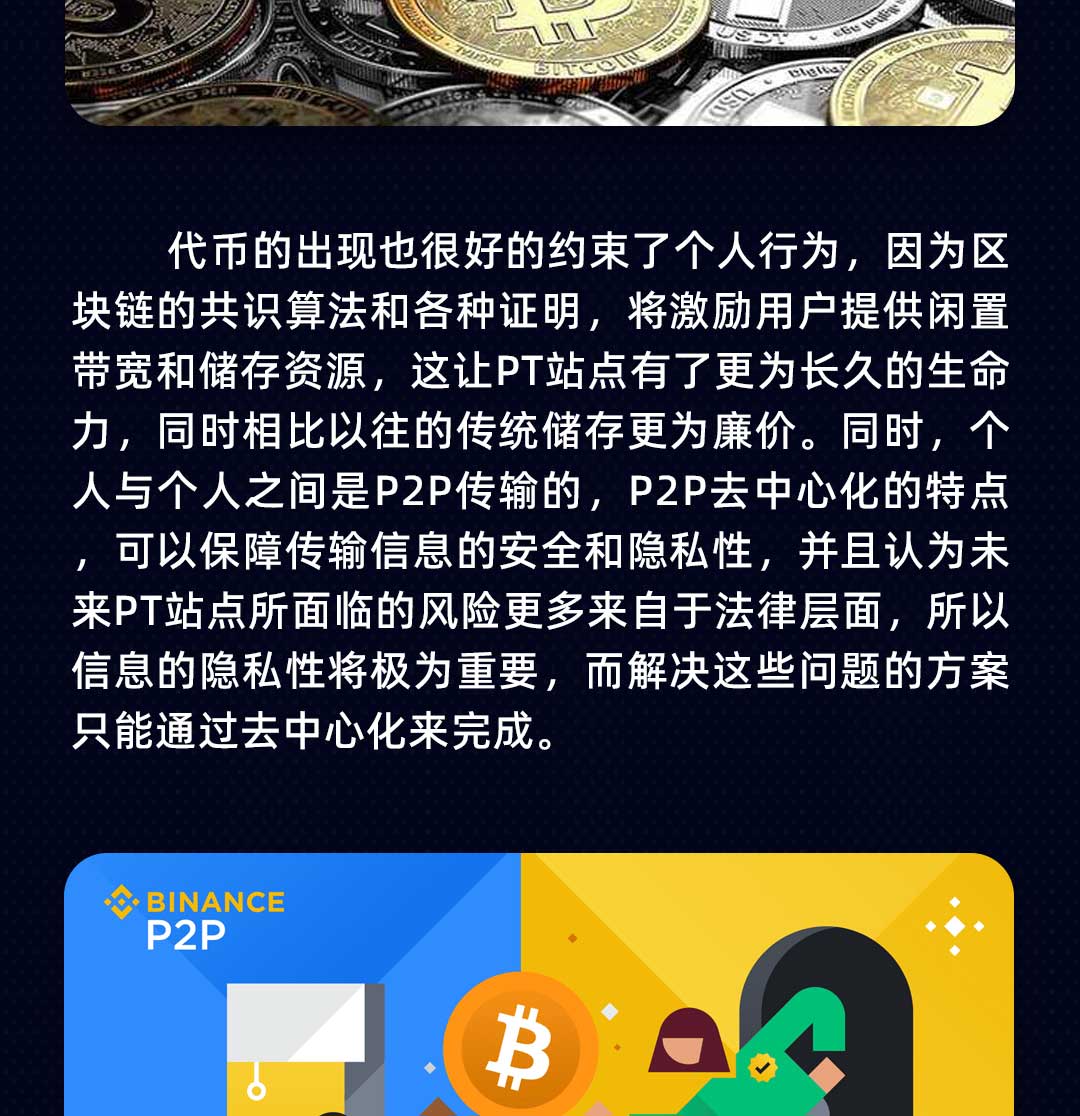 BITCOIN
代币的出现也很好的约束了个人行为，因为区
块链的共识算法和各种证明，将激励用户提供闲置
带宽和储存资源，这让PT站点有了更为长久的生命
力，同时相比以往的传统储存更为廉价。同时，个
人与个人之间是P2P传输的，P2P去中心化的特点
，可以保障传输信息的安全和隐私性，并且认为未
来PT站点所面临的风险更多来自于法律层面，所以
信息的隐私性将极为重要，而解决这些问题的方案
只能通过去中心化来完成。
BINANCE
P2P